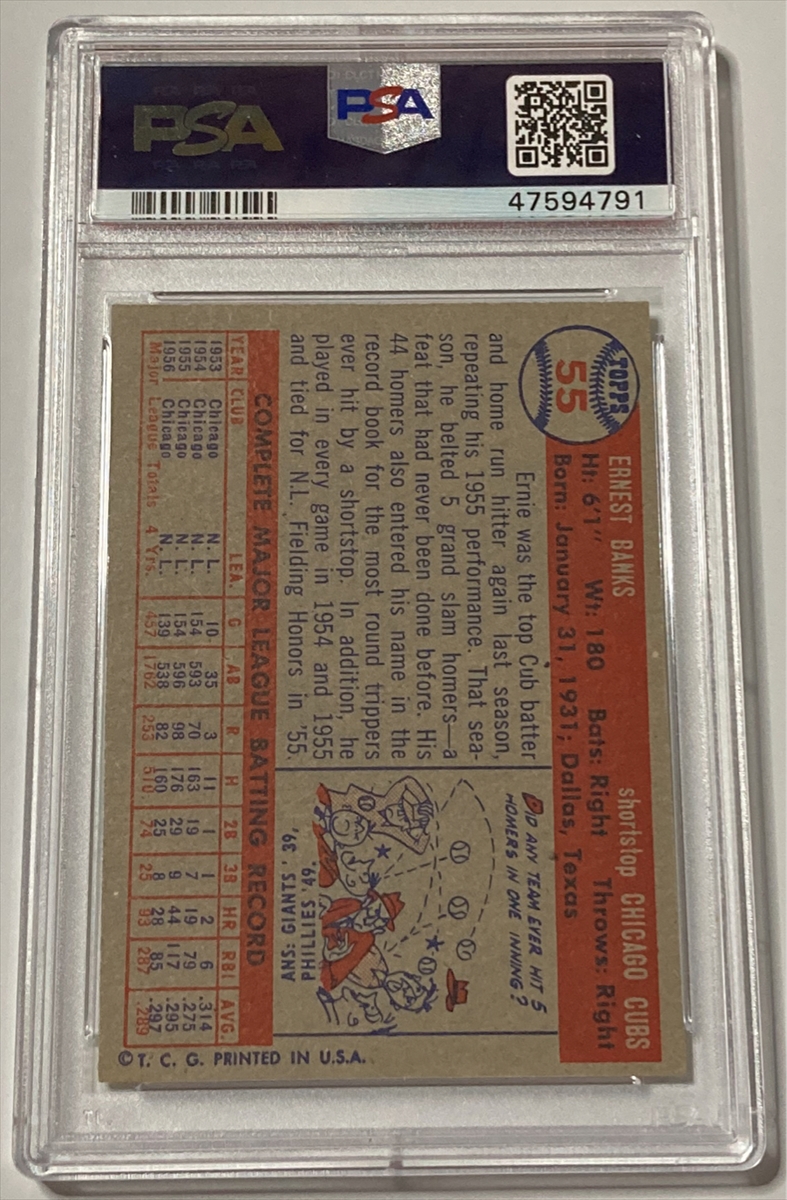 PSA
PSA
47594791
TOPPS
55
ERNEST BANKS shortstop CHICAGO CUBS
Ht: 6'1" Wt: 180 Bats: Right Throws: Right
Born: January 31, 1931; Dallas, Texas
Ernie was the top Cub batter
and home run hitter again last season,
repeating his 1955 performance. That sea-
son, he belted 5 grand slam homers—a
feat that had never been done before. His
44 homers also entered his name in the
record book for the most round trippers
ever hit by a shortstop. In addition, he
played in every game in 1954 and 1955
and tied for N.L. Fielding Honors in '55.
DID ANY TEAM EVER HIT 5
HOMERS IN ONE INNING?
ANS: GIANTS, '39,
PHILLIES '49.
COMPLETE MAJOR LEAGUE BATTING RECORD
YEAR CLUB LEA. G AB R H 2B 3B HR RBI AVG.
1953 Chicago N. L. 10 35 3 11 1 1 2 6 .314
1954 Chicago N. L. 154 593 70 163 19 7 19 79 .275
1955 Chicago N. L. 154 596 98 176 29 9 44 117 .295
1956 Chicago N. L. 139 538 82 160 25 8 28 85 .297
Major League Totals 4 Yrs. 457 1762 253 510 74 25 93 287 .289
© T. C. G. PRINTED IN U.S.A.